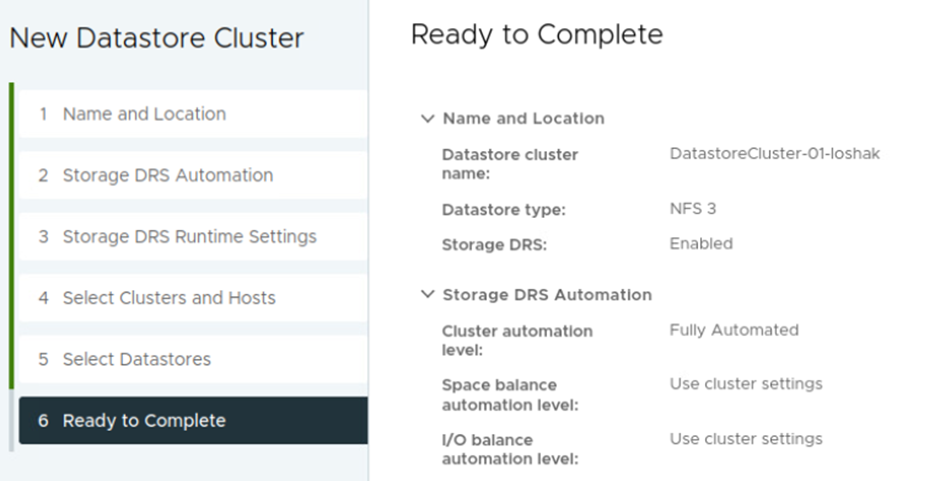 New Datastore Cluster
1 Name and Location
2 Storage DRS Automation
3 Storage DRS Runtime Settings
4 Select Clusters and Hosts
5 Select Datastores
6 Ready to Complete
Ready to Complete
Name and Location
Datastore cluster
name:
DatastoreCluster-01-loshak
Datastore type:
NFS 3
Storage DRS:
Enabled
Storage DRS Automation
Cluster automation
level:
Fully Automated
Space balance
automation level:
Use cluster settings
I/O balance
automation level:
Use cluster settings